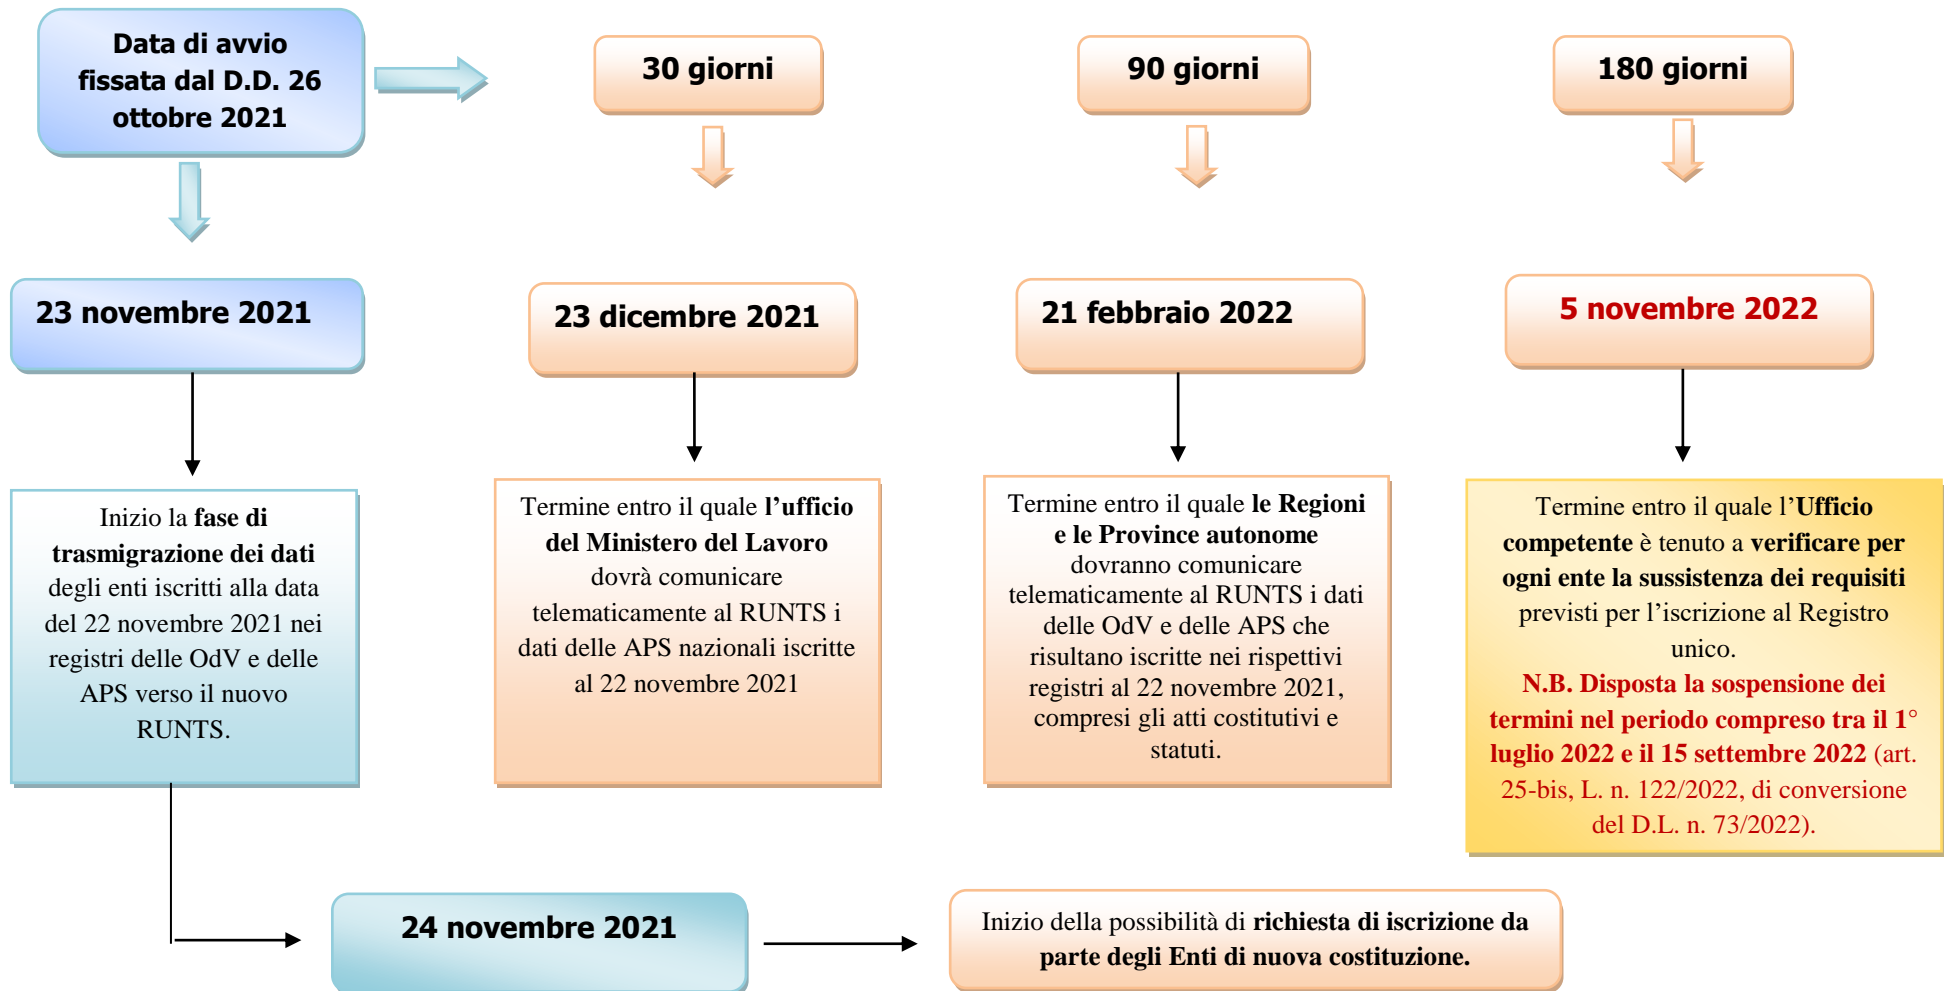 Data di avvio
fissata dal D.D. 26
ottobre 2021
30 giorni
90 giorni
180 giorni
23 novembre 2021
23 dicembre 2021
21 febbraio 2022
5 novembre 2022
Inizio la fase di
trasmigrazione dei dati
degli enti iscritti alla data
del 22 novembre 2021 nei
registri delle OdV e delle
APS verso il nuovo
RUNTS.
Termine entro il quale l'ufficio
del Ministero del Lavoro
dovrà comunicare
telematicamente al RUNTS i
dati delle APS nazionali iscritte
al 22 novembre 2021
Termine entro il quale le Regioni
e le Province autonome
dovranno comunicare
telematicamente al RUNTS i dati
delle OdV e delle APS che
risultano iscritte nei rispettivi
registri al 22 novembre 2021,
compresi gli atti costitutivi e
statuti.
Termine entro il quale l'Ufficio
competente è tenuto a verificare per
ogni ente la sussistenza dei requisiti
previsti per l'iscrizione al Registro
unico.
N.B. Disposta la sospensione dei
termini nel periodo compreso tra il 1°
luglio 2022 e il 15 settembre 2022 (art.
25-bis, L. n. 122/2022, di conversione
del D.L. n. 73/2022).
24 novembre 2021
Inizio della possibilità di richiesta di iscrizione da
parte degli Enti di nuova costituzione.